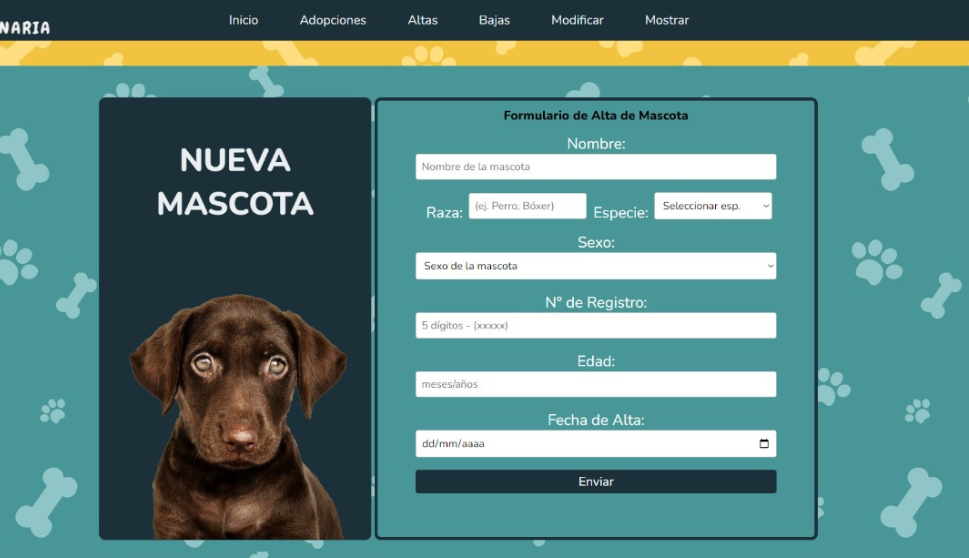 NARIA
Inicio Adopciones Altas Bajas Modificar Mostrar
NUEVA
MASCOTA
Formulario de Alta de Mascota
Nombre:
Nombre de la mascota
Raza: (ej. Perro, Bóxer) Especie: Seleccionar esp.
Sexo:
Sexo de la mascota
Nº de Registro:
5 dígitos - (xxxxx)
Edad:
meses/años
Fecha de Alta:
dd/mm/aaaa
Enviar